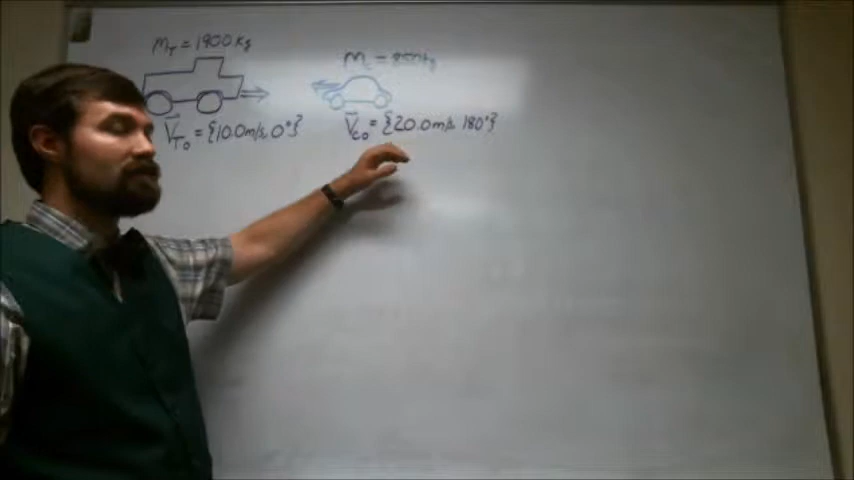 m_T = 1900 kg
m_c = 850 kg
V_To = {10.0 m/s, 0°}
V_co = {20.0 m/s, 180°}